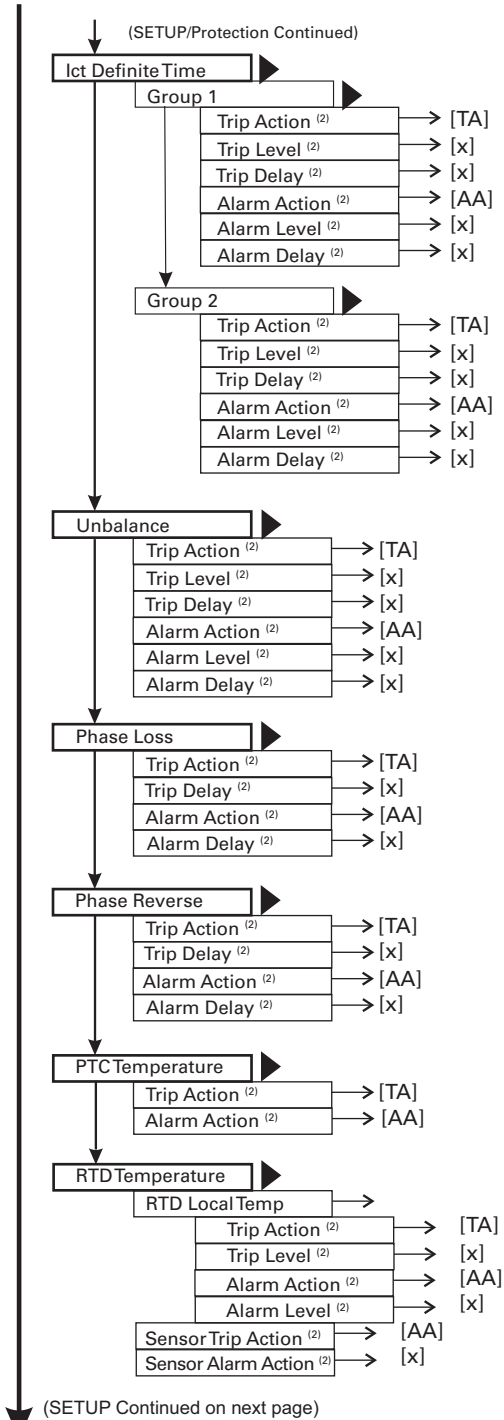 (SETUP/Protection Continued)
Ict Definite Time
Group 1
Trip Action (2) [TA]
Trip Level (2) [x]
Trip Delay (2) [x]
Alarm Action (2) [AA]
Alarm Level (2) [x]
Alarm Delay (2) [x]
Group 2
Trip Action (2) [TA]
Trip Level (2) [x]
Trip Delay (2) [x]
Alarm Action (2) [AA]
Alarm Level (2) [x]
Alarm Delay (2) [x]
Unbalance
Trip Action (2) [TA]
Trip Level (2) [x]
Trip Delay (2) [x]
Alarm Action (2) [AA]
Alarm Level (2) [x]
Alarm Delay (2) [x]
Phase Loss
Trip Action (2) [TA]
Trip Delay (2) [x]
Alarm Action (2) [AA]
Alarm Delay (2) [x]
Phase Reverse
Trip Action (2) [TA]
Trip Delay (2) [x]
Alarm Action (2) [AA]
Alarm Delay (2) [x]
PTC Temperature
Trip Action (2) [TA]
Alarm Action (2) [AA]
RTD Temperature
RTD Local Temp
Trip Action (2) [TA]
Trip Level (2) [x]
Alarm Action (2) [AA]
Alarm Level (2) [x]
Sensor Trip Action (2) [AA]
Sensor Alarm Action (2) [x]
(SETUP Continued on next page)